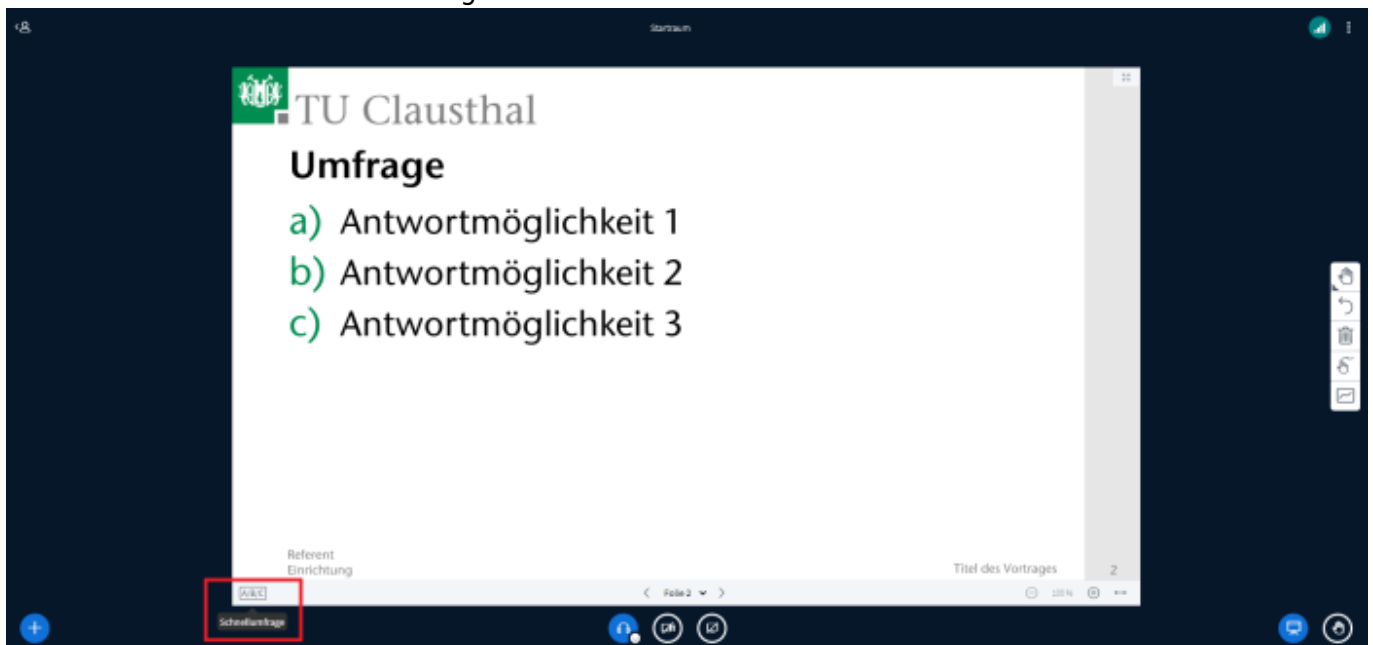 Startraum
TU Clausthal
Umfrage
a) Antwortmöglichkeit 1
b) Antwortmöglichkeit 2
c) Antwortmöglichkeit 3
Referent
Einrichtung
Titel des Vortrages 2
A/B/C
Folie 2
100%
Schnellumfrage